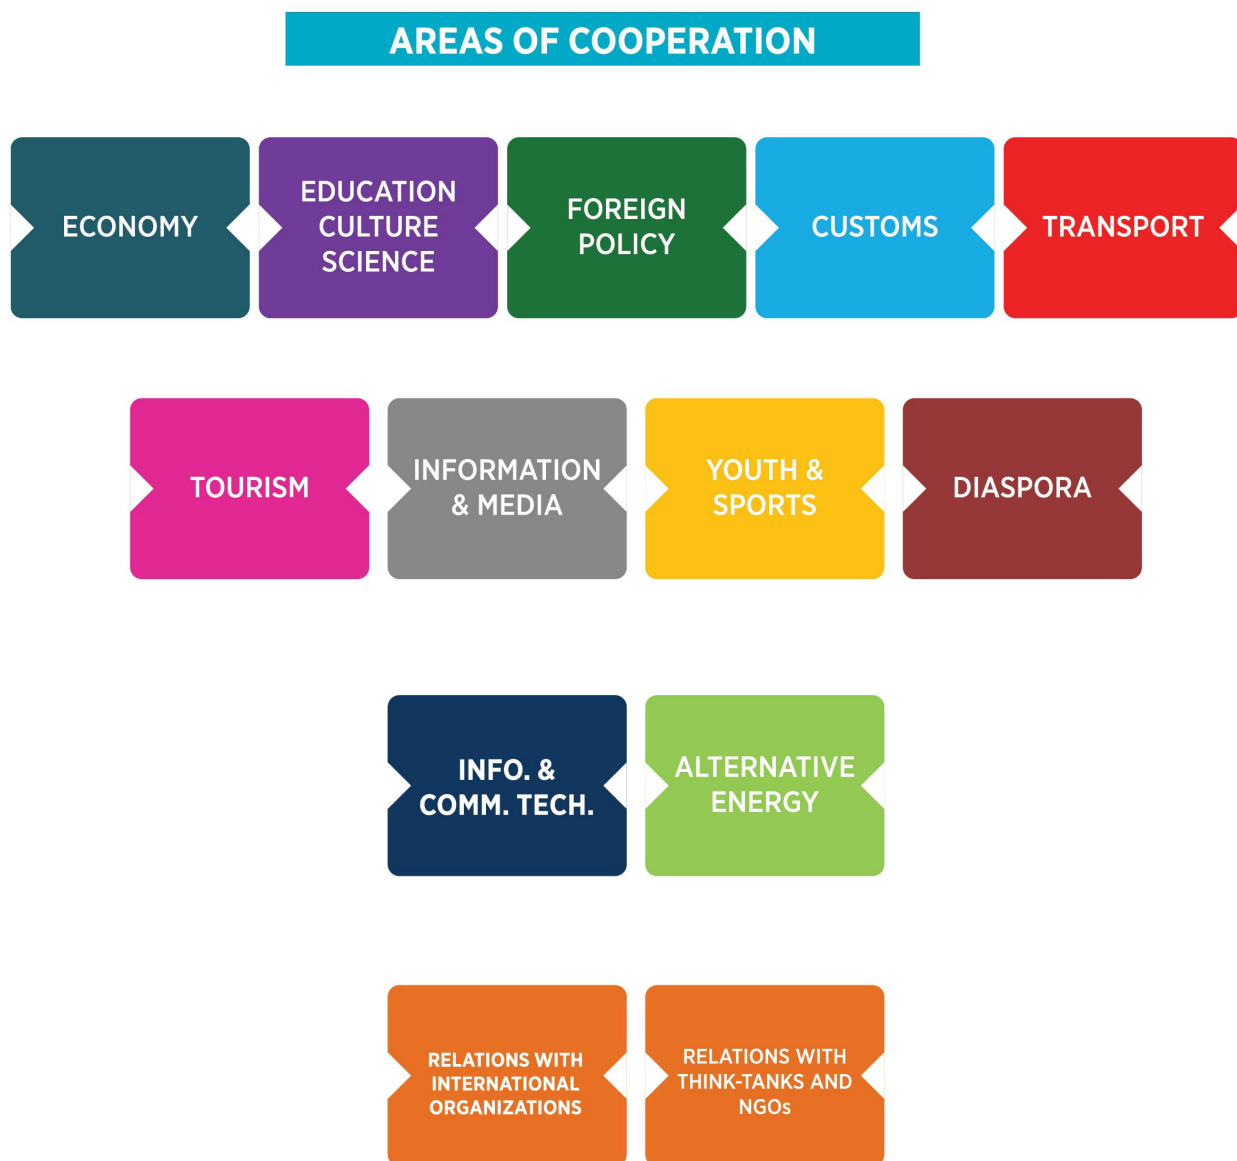 AREAS OF COOPERATION
ECONOMY
EDUCATION
CULTURE
SCIENCE
FOREIGN
POLICY
CUSTOMS
TRANSPORT
TOURISM
INFORMATION
& MEDIA
YOUTH &
SPORTS
DIASPORA
INFO. &
COMM. TECH.
ALTERNATIVE
ENERGY
RELATIONS WITH
INTERNATIONAL
ORGANIZATIONS
RELATIONS WITH
THINK-TANKS AND
NGOs